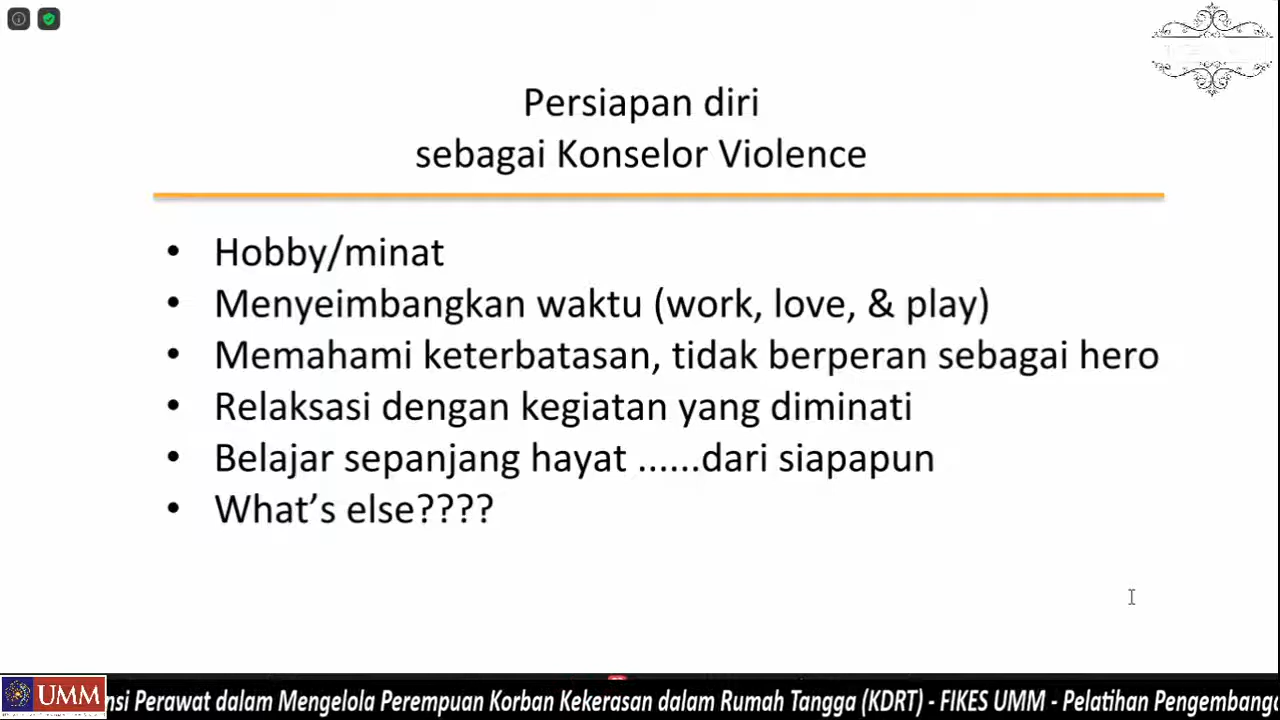 Persiapan diri
sebagai Konselor Violence
• Hobby/minat
• Menyeimbangkan waktu (work, love, & play)
• Memahami keterbatasan, tidak berperan sebagai hero
• Relaksasi dengan kegiatan yang diminati
• Belajar sepanjang hayat ......dari siapapun
• What's else????
UMM
nsi Perawat dalam Mengelola Perempuan Korban Kekerasan dalam Rumah Tangga (KDRT) - FIKES UMM - Pelatihan Pengembang